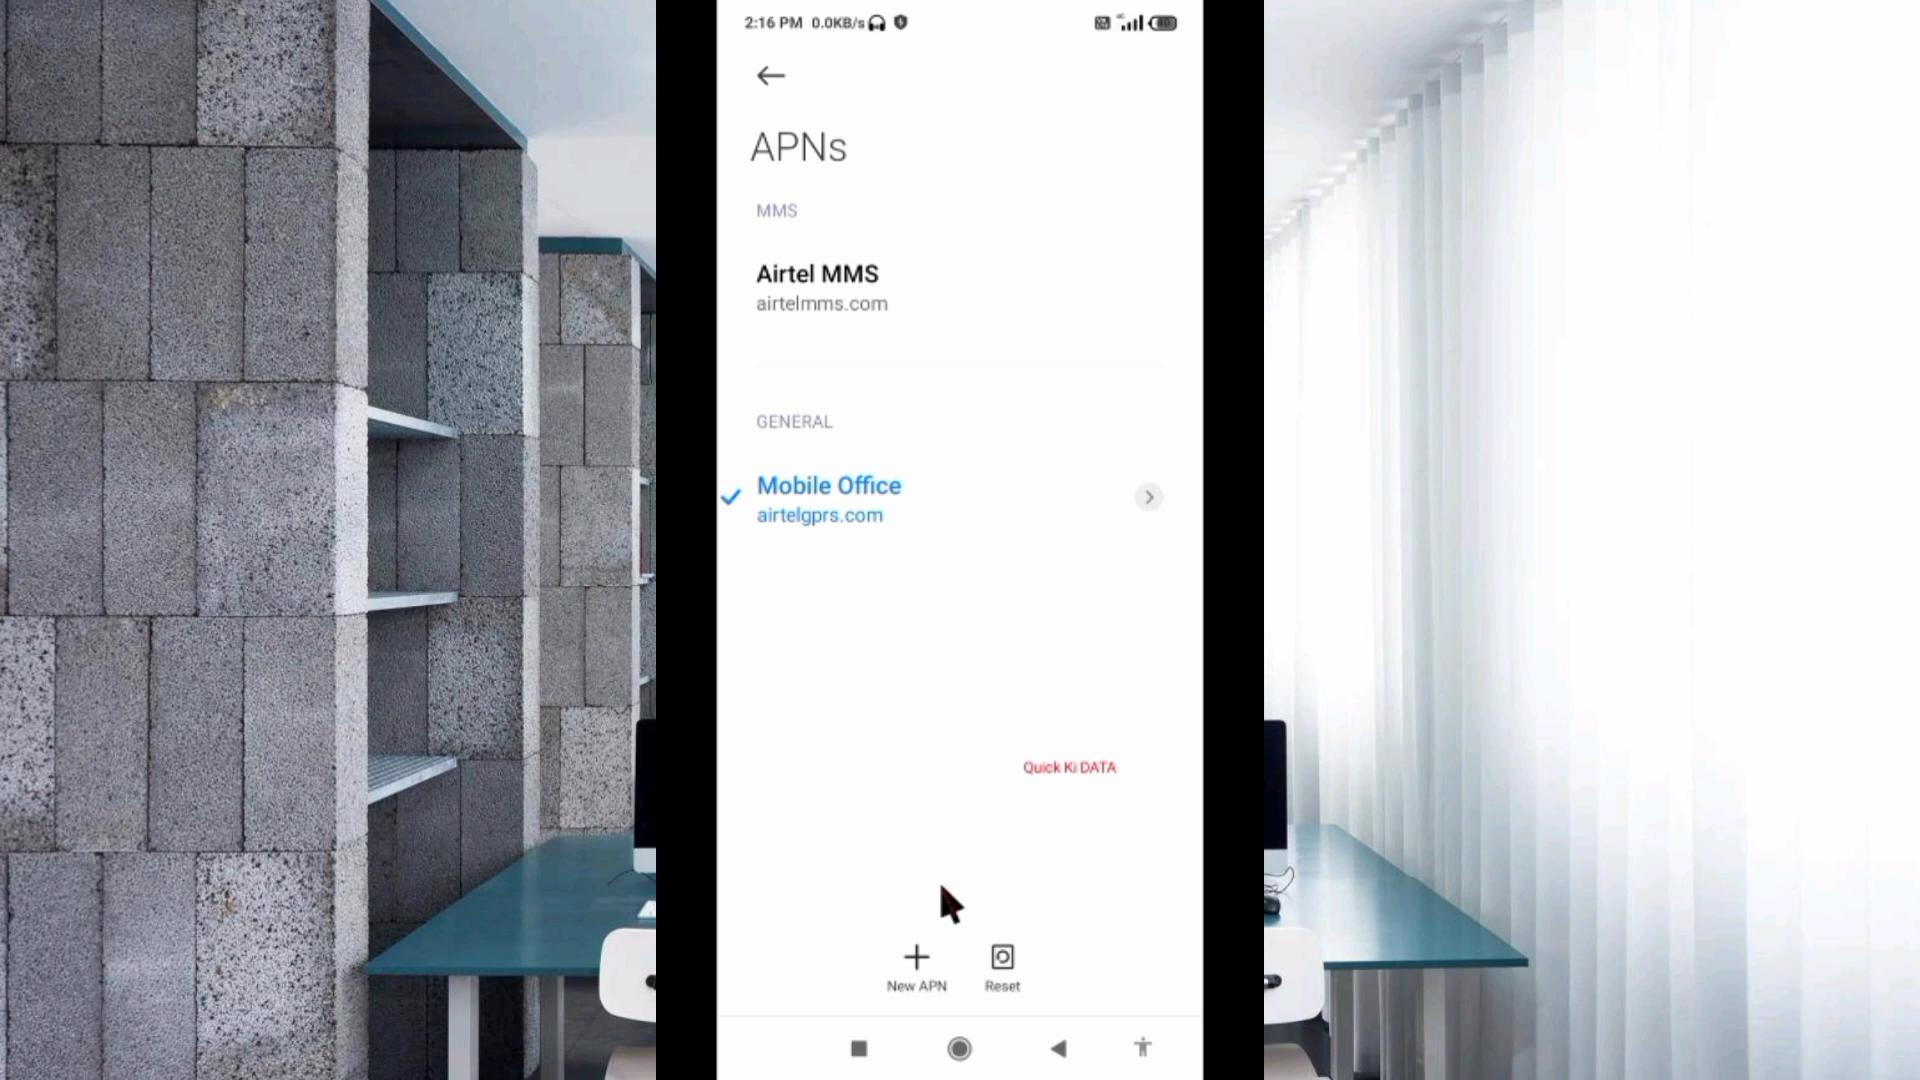 2:16 PM 0.0KB/s
APNs
MMS
Airtel MMS
airtelmms.com
GENERAL
Mobile Office
airtelgprs.com
Quick Ki DATA
New APN
Reset